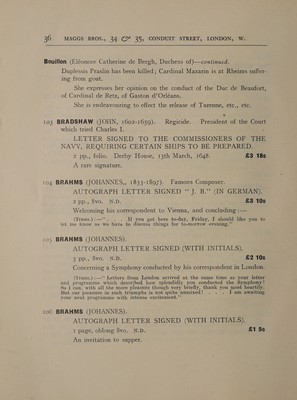 36 MAGGS BROS., 34 & 35, CONDUIT STREET, LONDON, W.
Bouillon (Eléonore Catherine de Bergh, Duchess of)—continued.
Duplessis Praslin has been killed; Cardinal Mazarin is at Rheims suffer-
ing from gout.
She expresses her opinion on the conduct of the Duc de Beaufort,
of Cardinal de Retz, of Gaston d'Orléans.
She is endeavouring to effect the release of Turenne, etc., etc.
103 BRADSHAW (JOHN, 1602-1659). Regicide. President of the Court
which tried Charles I.
LETTER SIGNED TO THE COMMISSIONERS OF THE
NAVY, REQUIRING CERTAIN SHIPS TO BE PREPARED.
2 pp., folio. Derby House, 13th March, 1648. £3 18s
A rare signature.
104 BRAHMS (JOHANNES, 1833-1897). Famous Composer.
AUTOGRAPH LETTER SIGNED "J. B." (IN GERMAN).
2 pp., 8vo. N.D. £3 10s
Welcoming his correspondent to Vienna, and concluding:—
(Trans.):—" . . . . If you get here to-day, Friday, I should like you to
let me know as we have to discuss things for to-morrow evening."
105 BRAHMS (JOHANNES).
AUTOGRAPH LETTER SIGNED (WITH INITIALS).
3 pp., 8vo. N.D. £2 10s
Concerning a Symphony conducted by his correspondent in London.
(Trans.):—" Letters from London arrived at the same time as your letter
and programme which described how splendidly you conducted the Symphony!
So I can, with all the more pleasure though very briefly, thank you most heartily.
But our pleasure in such triumphs is not quite unmixed! . . . . I am awaiting
your next programme with intense excitement."
106 BRAHMS (JOHANNES).
AUTOGRAPH LETTER SIGNED (WITH INITIALS).
1 page, oblong 8vo. N.D. £1 5s
An invitation to supper.